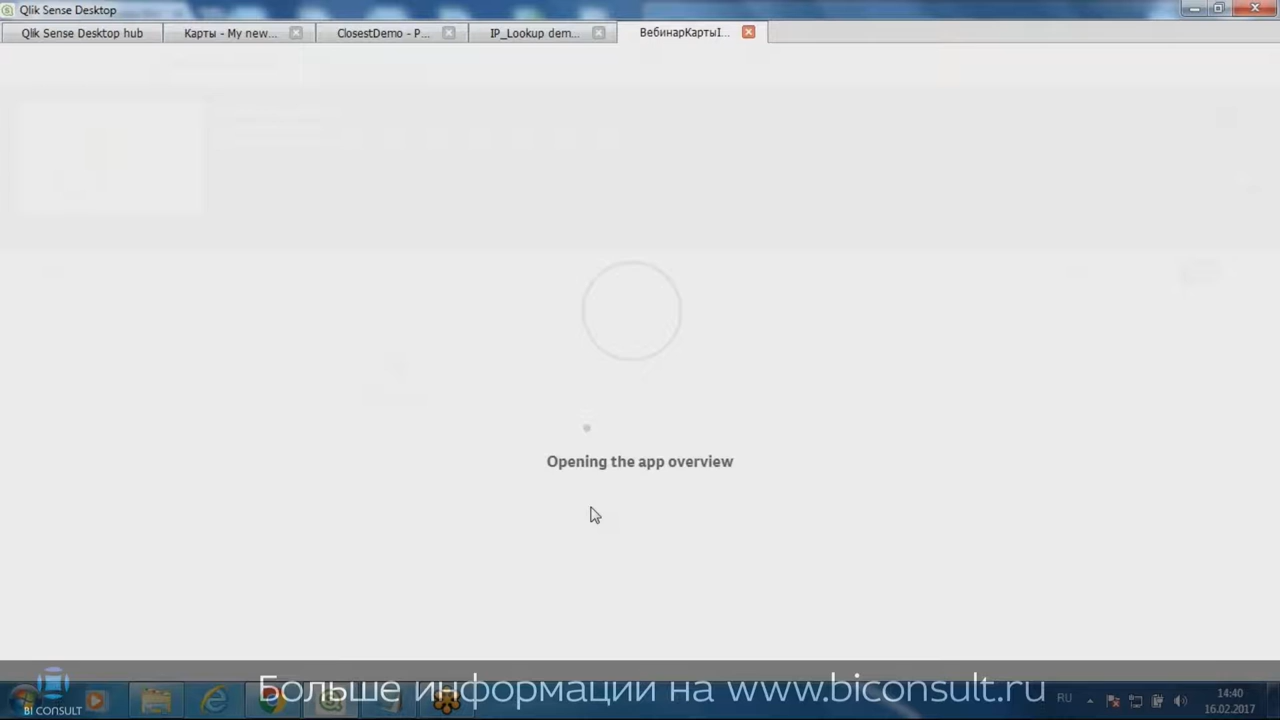 Qlik Sense Desktop
Qlik Sense Desktop hub
Карты - My new...
ClosestDemo - P...
IP_Lookup dem...
ВебинарКартыI...
Opening the app overview
Больше информации на www.biconsult.ru
BI CONSULT
RU
14:40
16.02.2017